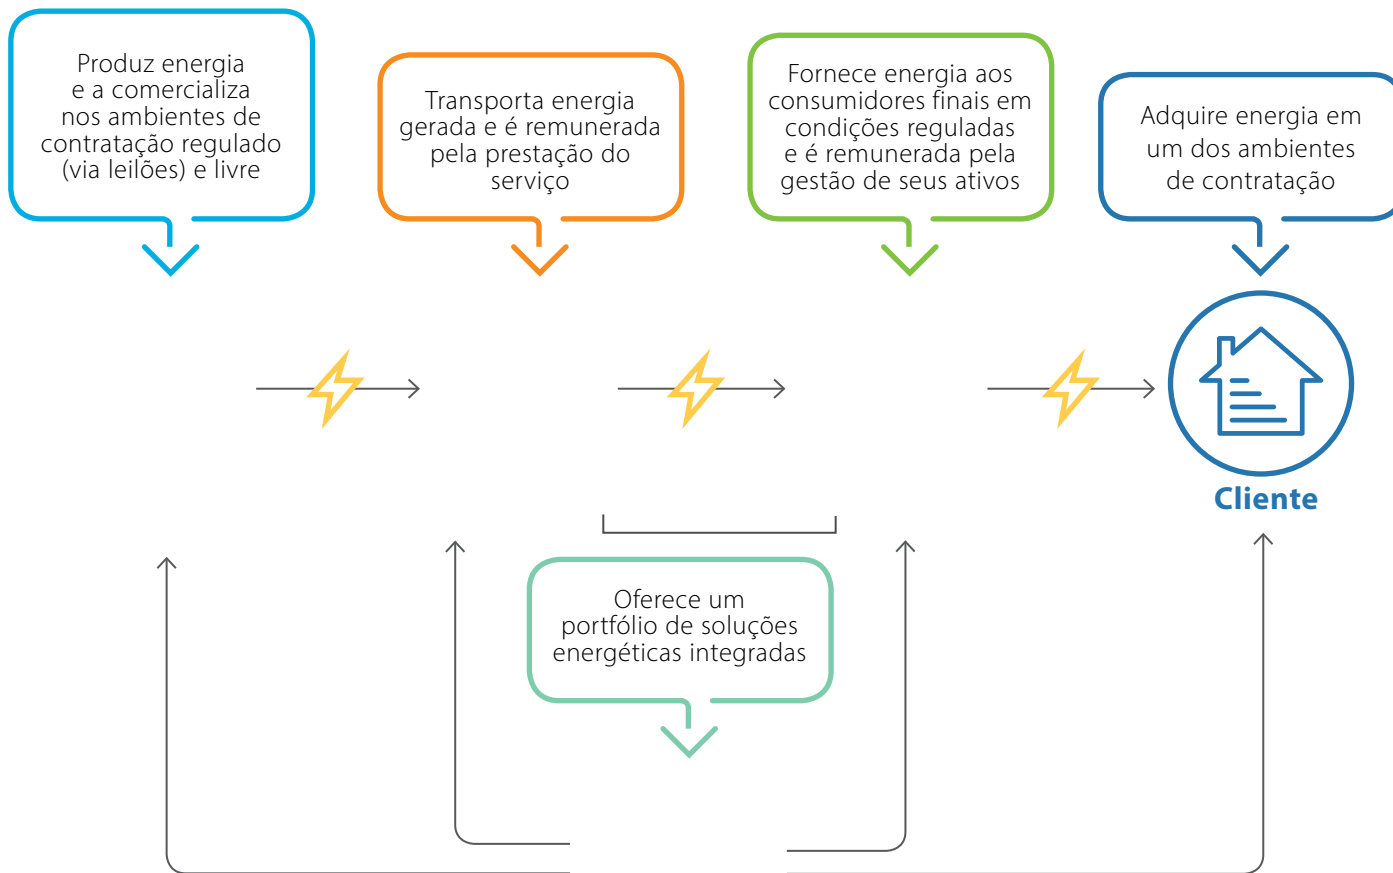 Produz energia
e a comercializa
nos ambientes de
contratação regulado
(via leilões) e livre
Transporta energia
gerada e é remunerada
pela prestação do
serviço
Fornece energia aos
consumidores finais em
condições reguladas
e é remunerada pela
gestão de seus ativos
Adquire energia em
um dos ambientes
de contratação
Cliente
Oferece um
portfólio de soluções
energéticas integradas